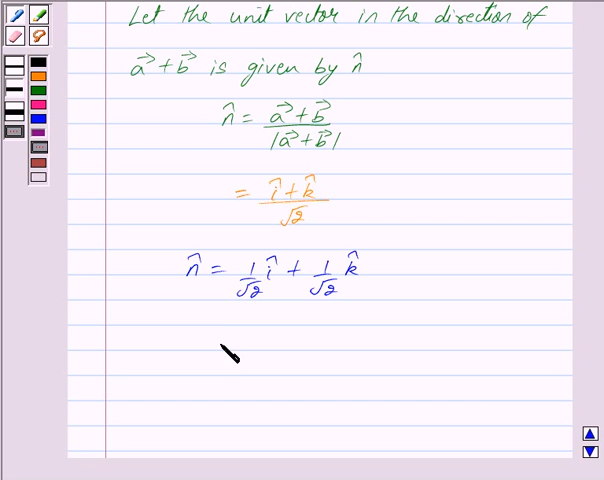 Let the unit vector in the direction of
a⃗ + b⃗ is given by n̂
n̂ = (a⃗ + b⃗) / |a⃗ + b⃗|
= (î + k̂) / √2
n̂ = 1/√2 î + 1/√2 k̂